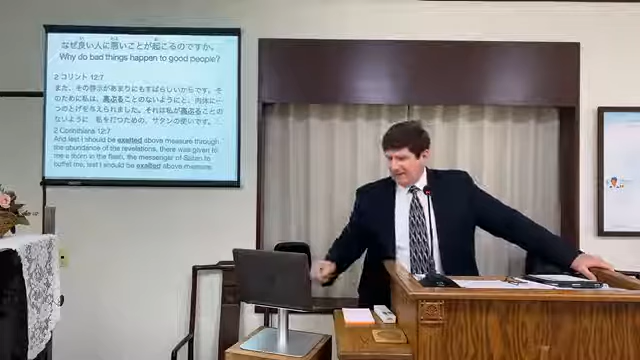 なぜ良い人に悪いことが起こるのですか。
Why do bad things happen to good people?
2 コリント 12:7
また、その啓示があまりにもすばらしいからです。そ
のために私は、高ぶることのないようにと、肉体に一
つのとげを与えられました。それは私が高ぶることの
ないように 私を打つための、サタンの使いです。
2 Corinthians 12:7
And lest I should be exalted above measure through
the abundance of the revelations, there was given to
me a thorn in the flesh, the messenger of Satan to
buffet me, lest I should be exalted above measure.